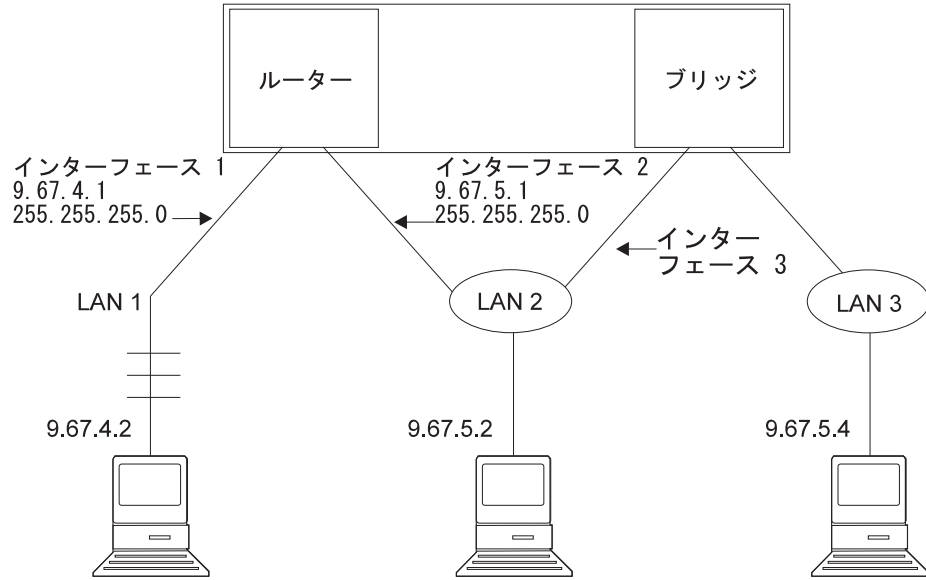 ルーター
ブリッジ
インターフェース 1
9.67.4.1
255.255.255.0
インターフェース 2
9.67.5.1
255.255.255.0
インター
フェース 3
LAN 1
LAN 2
LAN 3
9.67.4.2
9.67.5.2
9.67.5.4